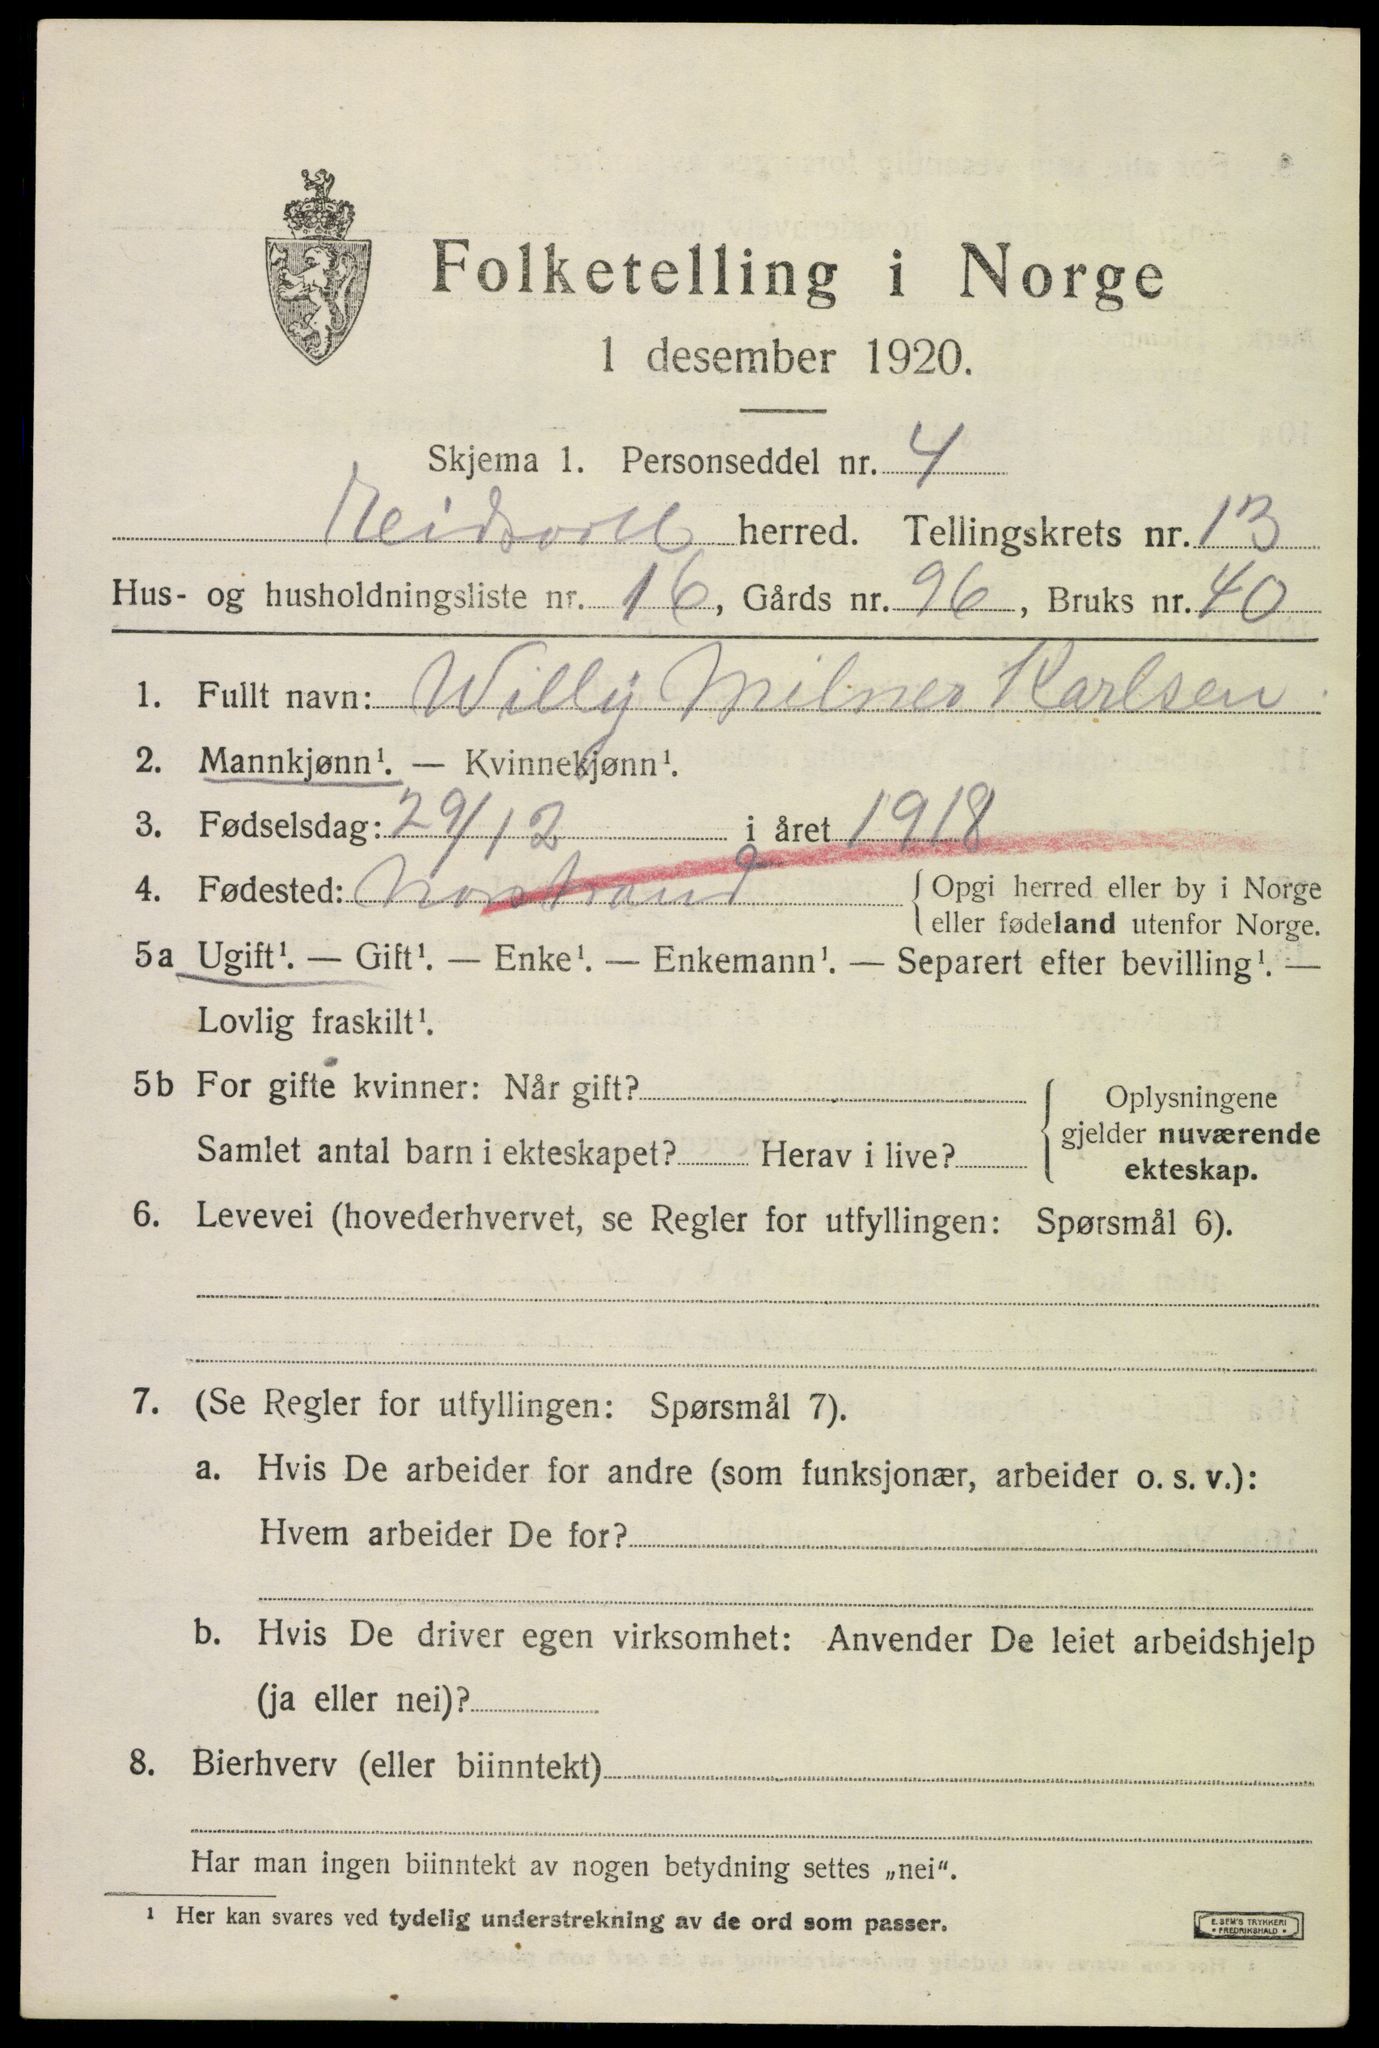 Folketelling i Norge
1 desember 1920.
Skjema 1. Personseddel nr. 4
herred. Tellingskrets nr. 13
Hus- og husholdningsliste nr. 16, Gårds nr. 96, Bruks nr. 40
1. Fullt navn: Willy Milner Karlsen
2. Mannkjønn¹. — Kvinnekjønn¹.
3. Fødselsdag: 29/12 i året 1918
4. Fødested: Norstrand { Opgi herred eller by i Norge
eller fødeland utenfor Norge.
5a Ugift¹. — Gift¹. — Enke¹. — Enkemann¹. — Separert efter bevilling¹. —
Lovlig fraskilt¹.
5b For gifte kvinner: Når gift? { Oplysningene
gjelder nuværende
Samlet antal barn i ekteskapet? Herav i live?
ekteskap.
6. Levevei (hovederhvervet, se Regler for utfyllingen: Spørsmål 6).
7. (Se Regler for utfyllingen: Spørsmål 7).
a. Hvis De arbeider for andre (som funksjonær, arbeider o. s. v.):
Hvem arbeider De for?
b. Hvis De driver egen virksomhet: Anvender De leiet arbeidshjelp
(ja eller nei)?
8. Bierhverv (eller biinntekt)
Har man ingen biinntekt av nogen betydning settes „nei“.
¹ Her kan svares ved tydelig understrekning av de ord som passer.
E. SEM'S TRYKKERI
• FREDRIKSHALD •